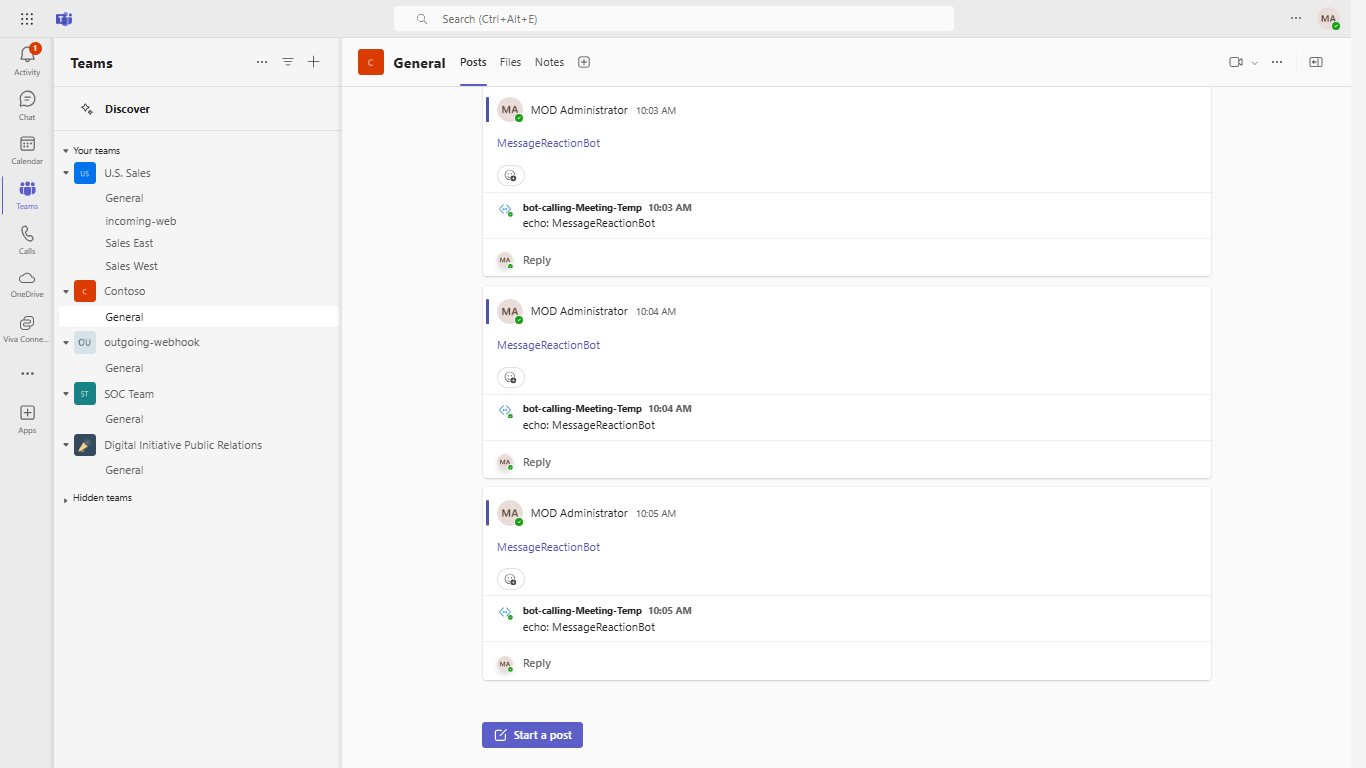 Search (Ctrl+Alt+E)
MA
1
Activity
Chat
Calendar
Teams
Calls
OneDrive
Viva Conne...
Apps
Teams
Discover
Your teams
US U.S. Sales
General
incoming-web
Sales East
Sales West
C Contoso
General
OU outgoing-webhook
General
ST SOC Team
General
Digital Initiative Public Relations
General
Hidden teams
C General Posts Files Notes
MA MOD Administrator 10:03 AM
MessageReactionBot
bot-calling-Meeting-Temp 10:03 AM
echo: MessageReactionBot
MA Reply
MA MOD Administrator 10:04 AM
MessageReactionBot
bot-calling-Meeting-Temp 10:04 AM
echo: MessageReactionBot
MA Reply
MA MOD Administrator 10:05 AM
MessageReactionBot
bot-calling-Meeting-Temp 10:05 AM
echo: MessageReactionBot
MA Reply
Start a post